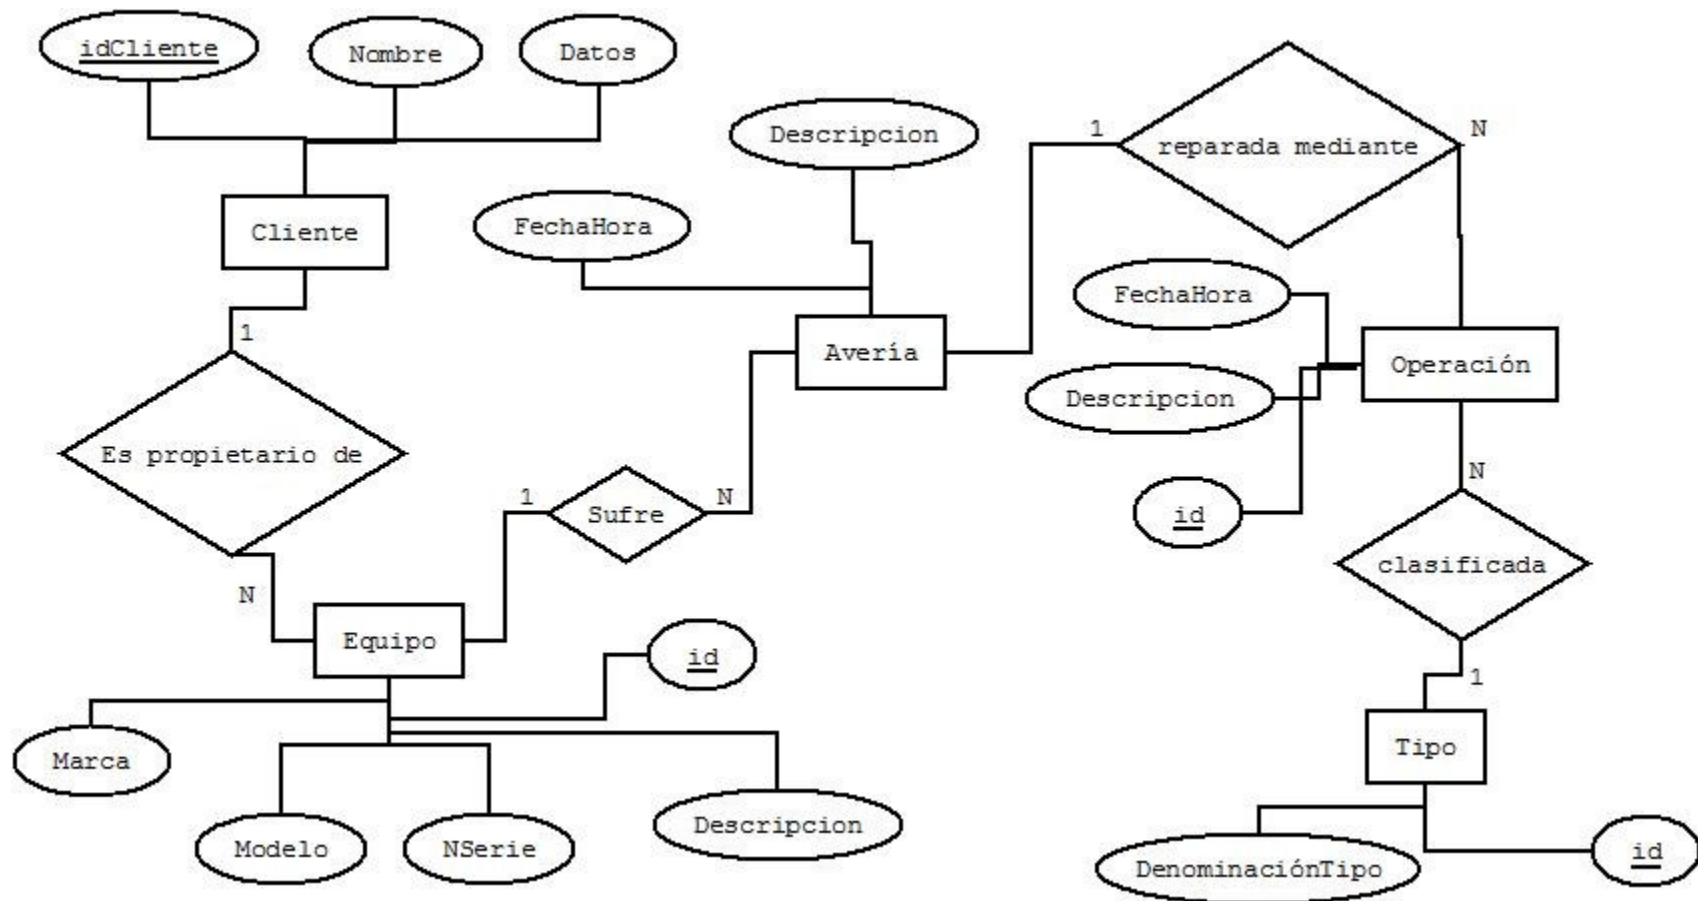 idCliente
Nombre
Datos
Descripcion
1
reparada mediante
N
FechaHora
Cliente
FechaHora
1
Avería
Operación
Descripcion
Es propietario de
N
1
Sufre
N
id
clasificada
N
Equipo
id
1
Marca
Tipo
Modelo
NSerie
Descripcion
DenominaciónTipo
id